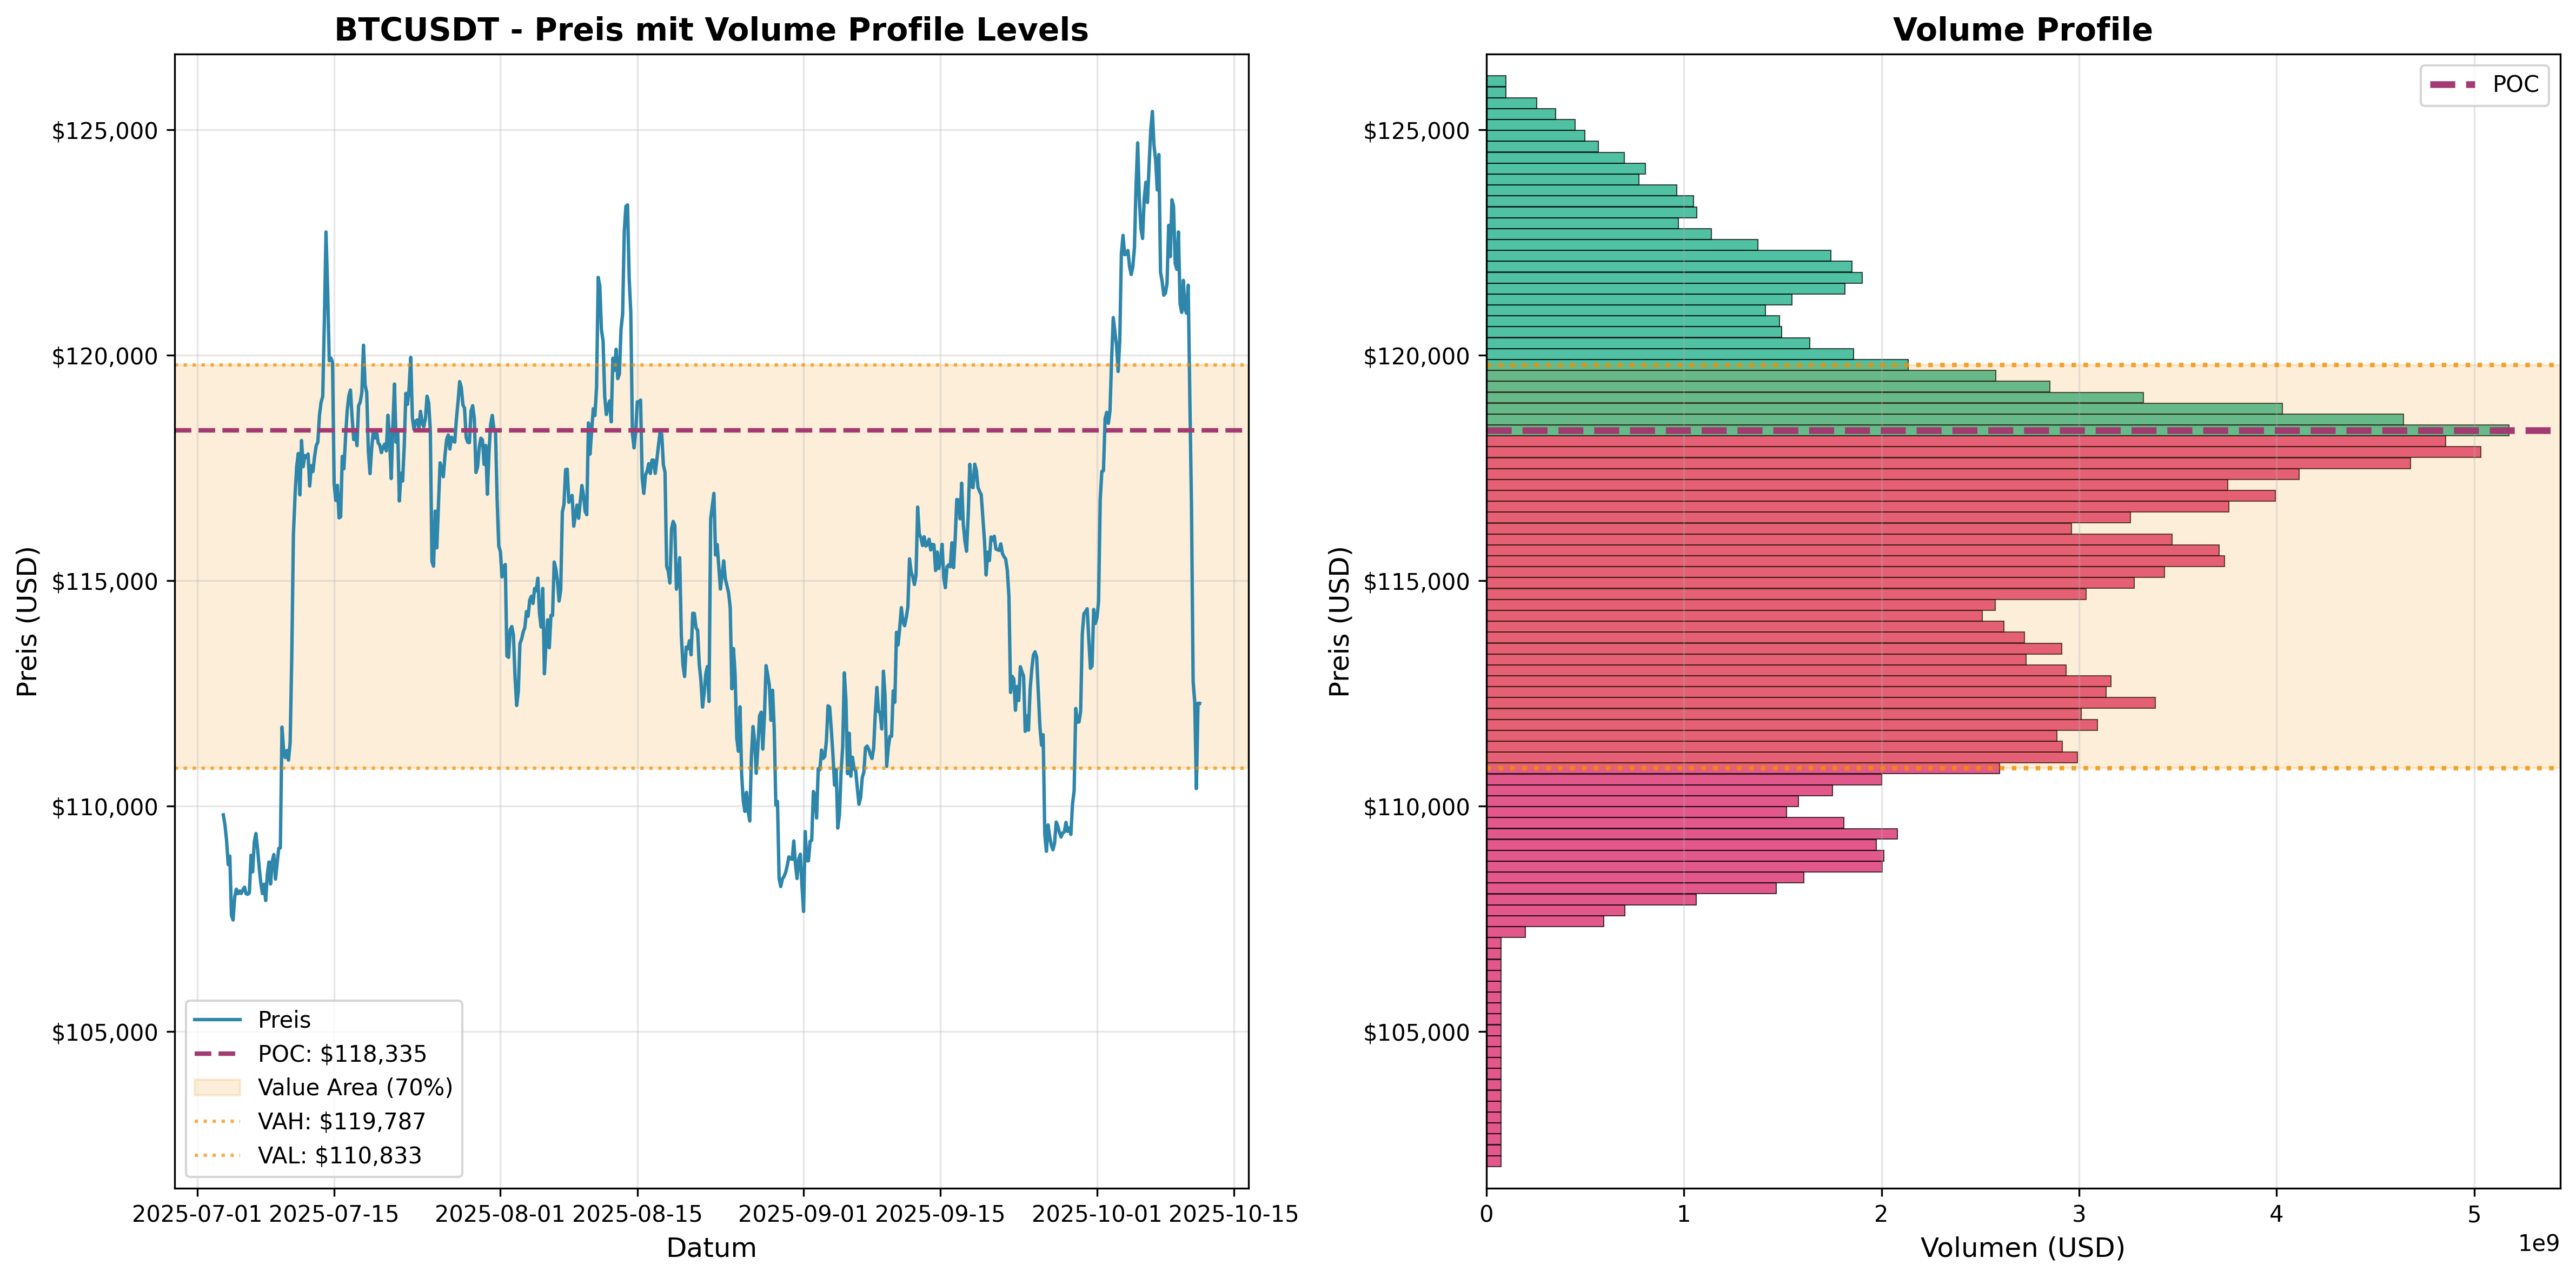 BTCUSDT - Preis mit Volume Profile Levels
Preis (USD)
$125,000
$120,000
$115,000
$110,000
$105,000
Preis
POC: $118,335
Value Area (70%)
VAH: $119,787
VAL: $110,833
2025-07-01 2025-07-15 2025-08-01 2025-08-15 2025-09-01 2025-09-15 2025-10-01 2025-10-15
Datum
Volume Profile
POC
Preis (USD)
$125,000
$120,000
$115,000
$110,000
$105,000
0 1 2 3 4 5
1e9
Volumen (USD)